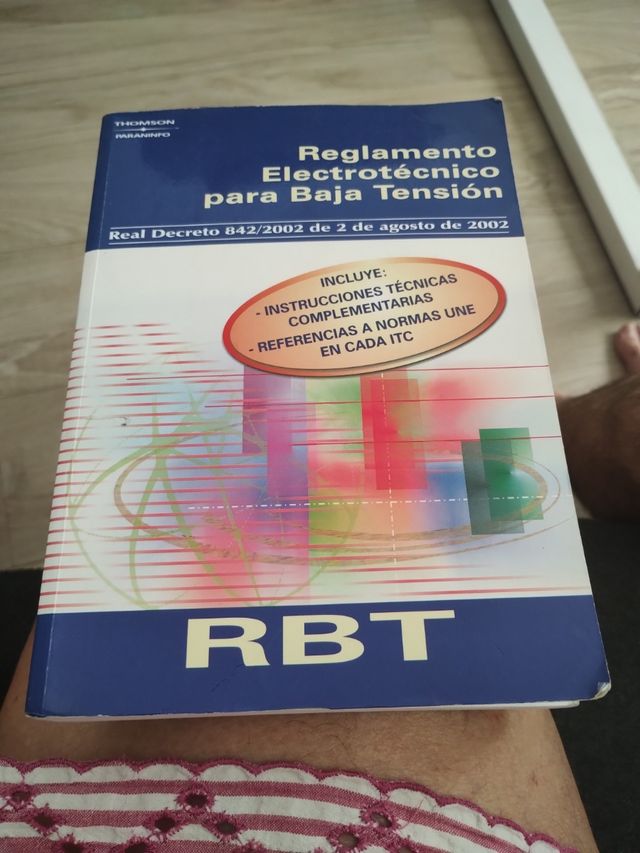 THOMSON
PARANINFO
Reglamento
Electrotécnico
para Baja Tensión
Real Decreto 842/2002 de 2 de agosto de 2002
INCLUYE:
- INSTRUCCIONES TÉCNICAS
COMPLEMENTARIAS
- REFERENCIAS A NORMAS UNE
EN CADA ITC
RBT